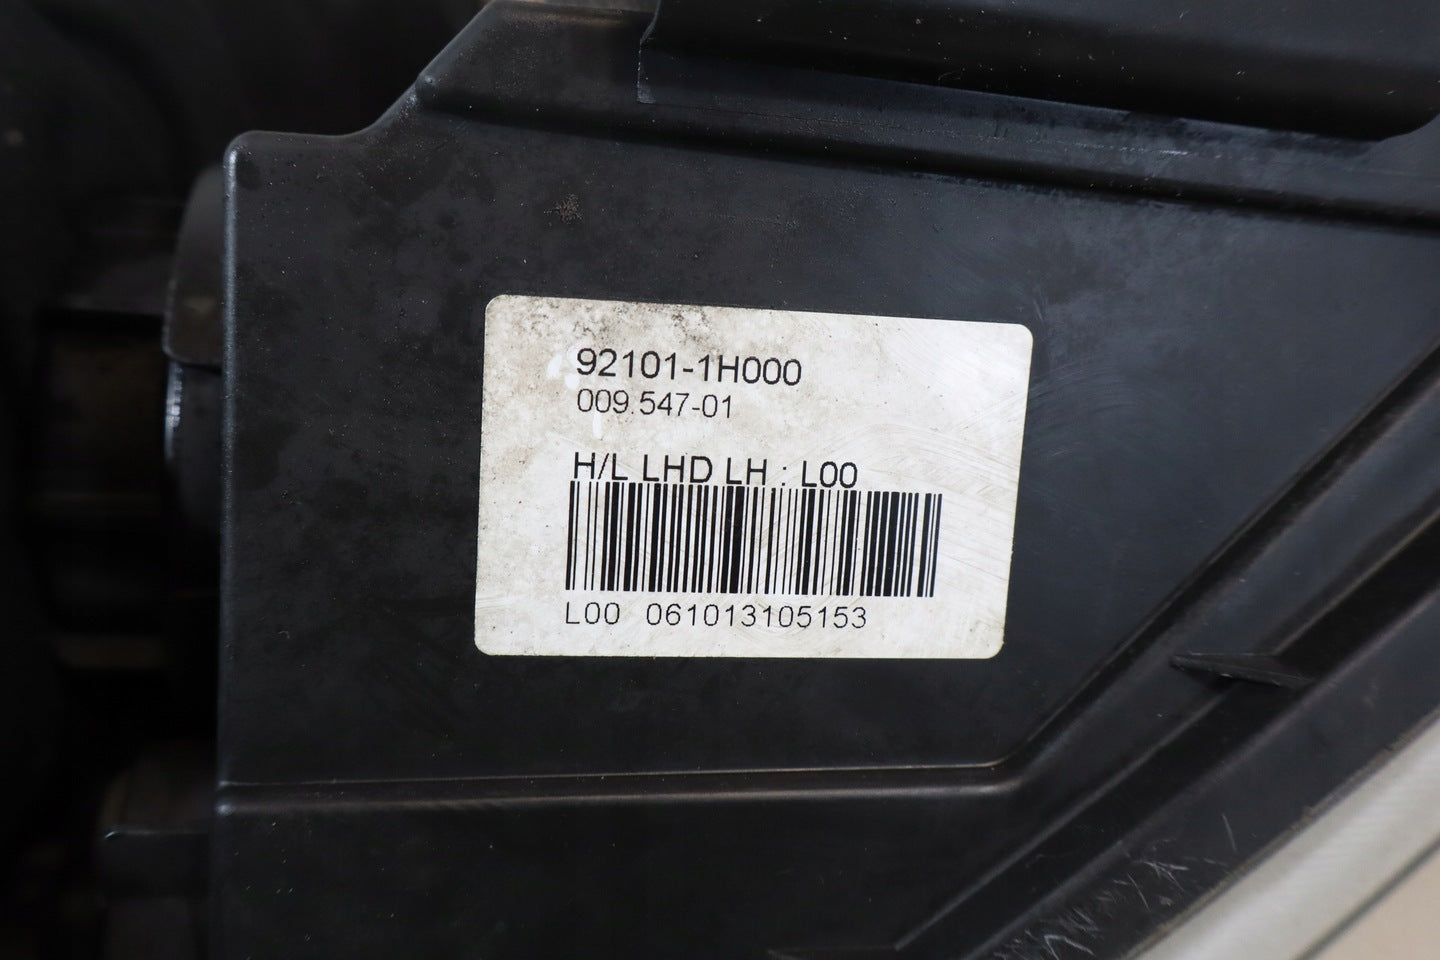 92101-1H000
009.547-01
H/L LHD LH : L00
L00 061013105153